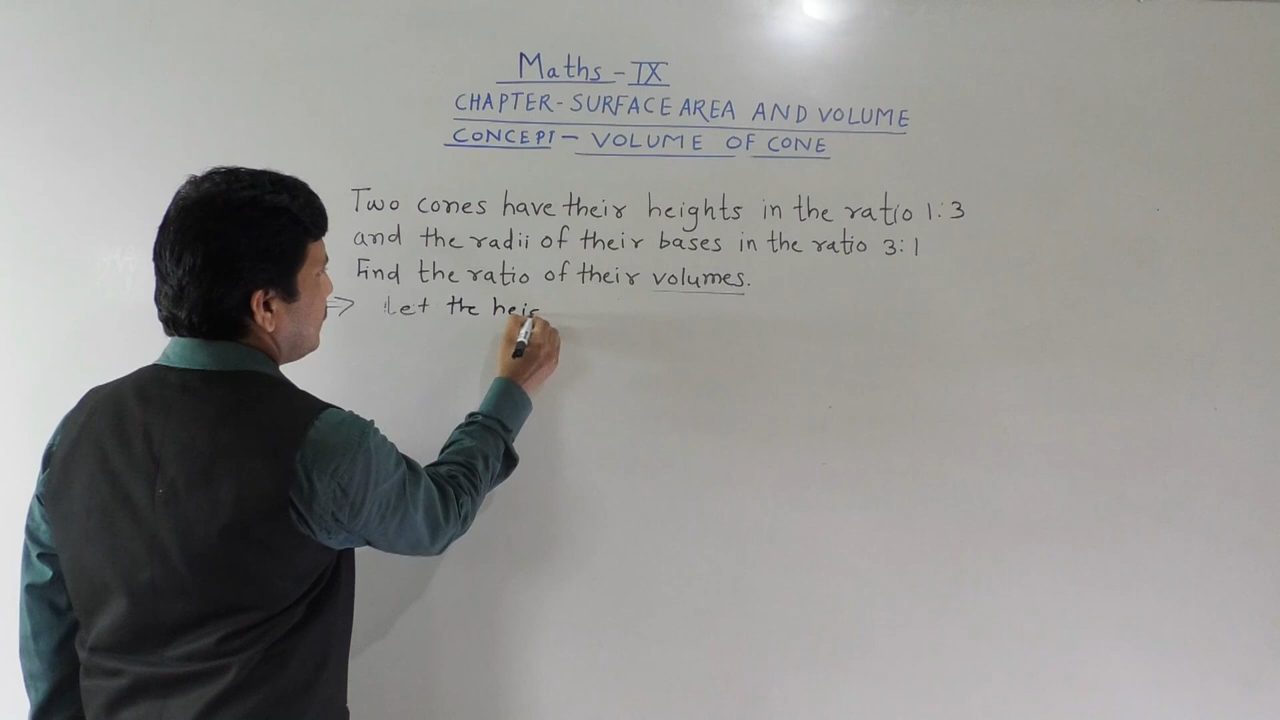 Maths - IX
CHAPTER- SURFACE AREA AND VOLUME
CONCEPT - VOLUME OF CONE
Two cones have their heights in the ratio 1:3
and the radii of their bases in the ratio 3:1
Find the ratio of their volumes.
=> Let the heig